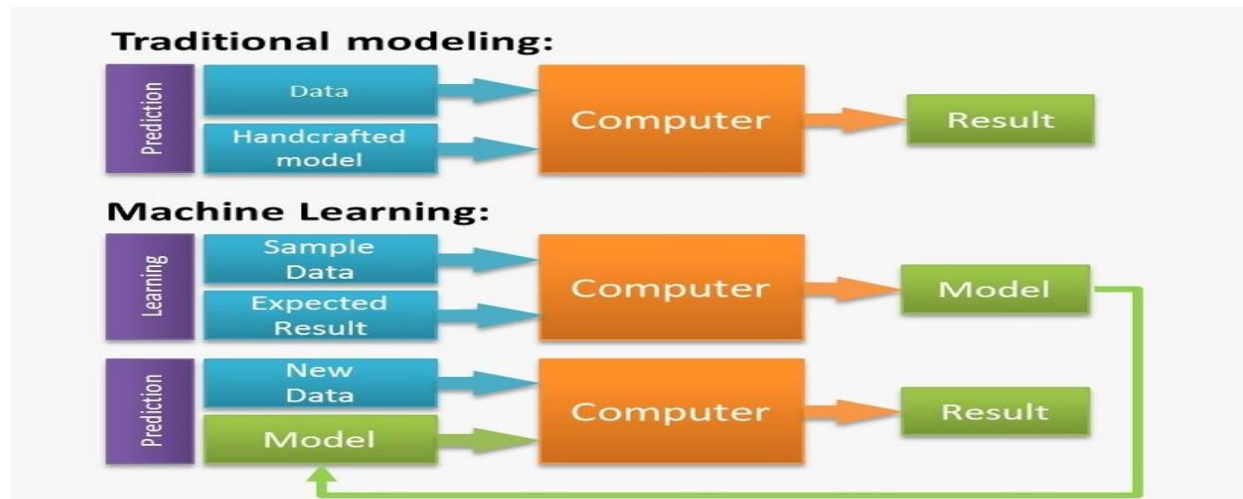 Traditional modeling:
Prediction
Data
Handcrafted
model
Computer
Result
Machine Learning:
Learning
Sample
Data
Expected
Result
Computer
Model
Prediction
New
Data
Model
Computer
Result